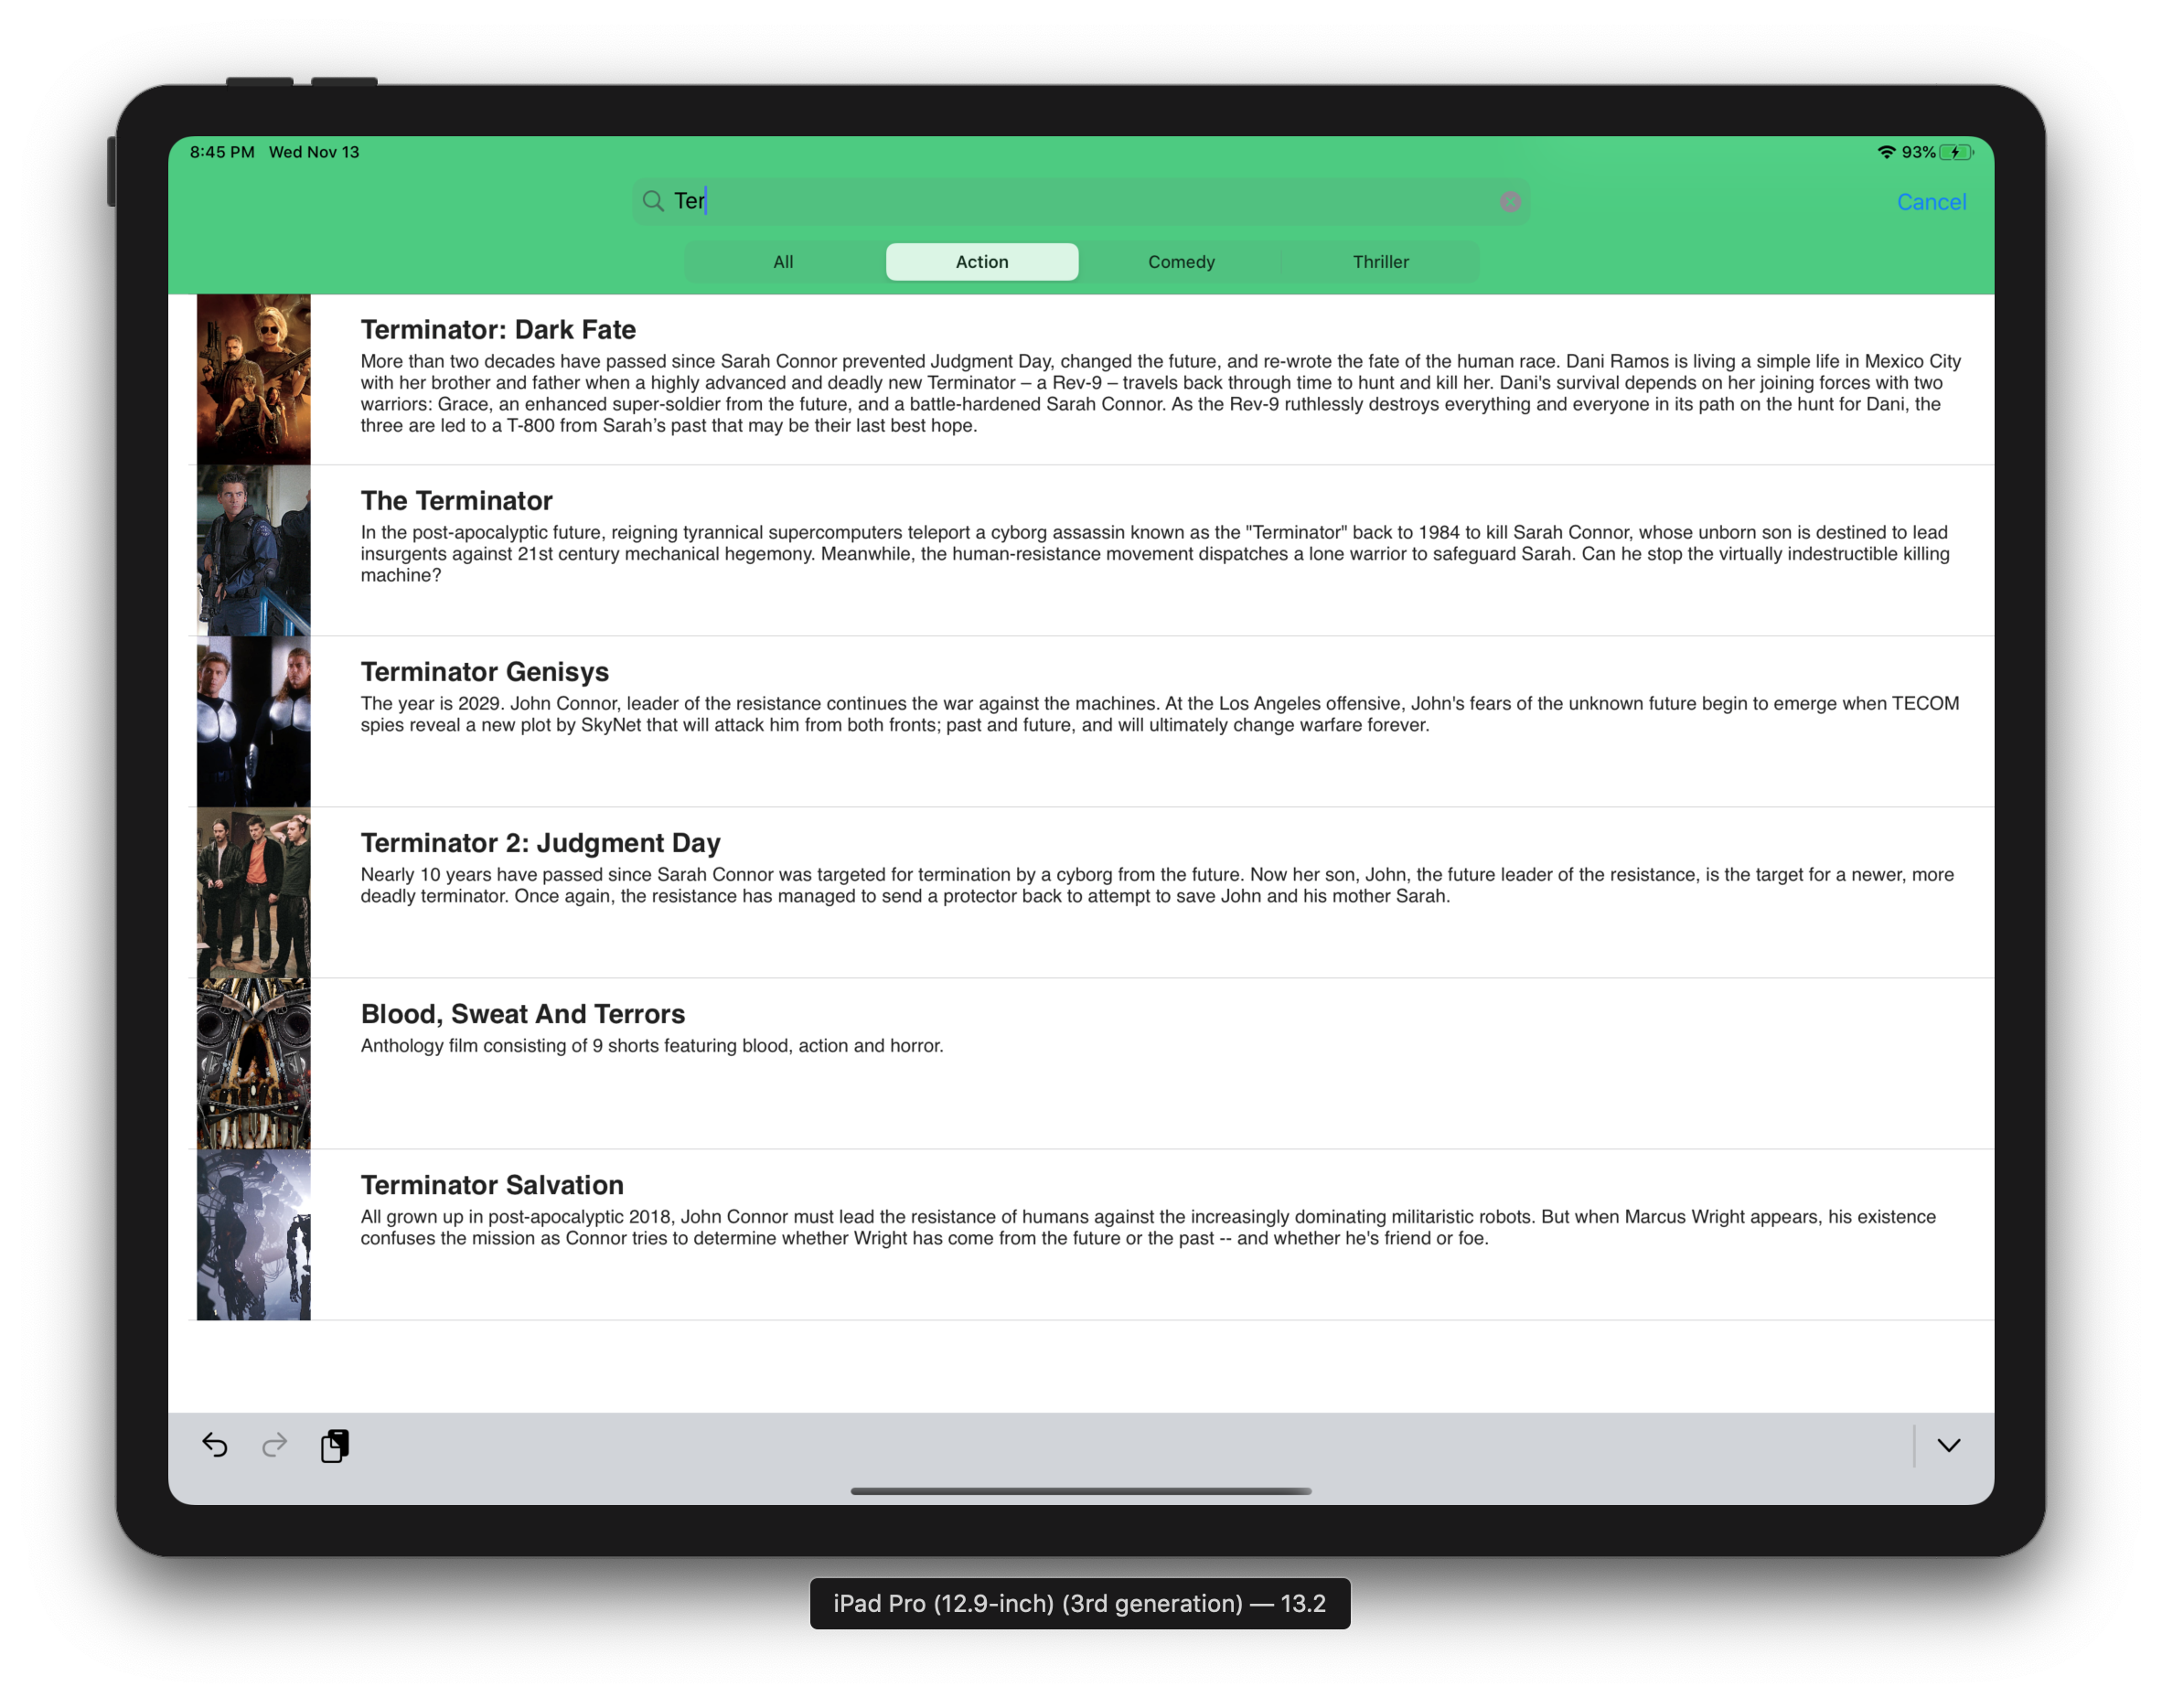 8:45 PM Wed Nov 13
93%
Ter
Cancel
All Action Comedy Thriller
Terminator: Dark Fate
More than two decades have passed since Sarah Connor prevented Judgment Day, changed the future, and re-wrote the fate of the human race. Dani Ramos is living a simple life in Mexico City
with her brother and father when a highly advanced and deadly new Terminator – a Rev-9 – travels back through time to hunt and kill her. Dani's survival depends on her joining forces with two
warriors: Grace, an enhanced super-soldier from the future, and a battle-hardened Sarah Connor. As the Rev-9 ruthlessly destroys everything and everyone in its path on the hunt for Dani, the
three are led to a T-800 from Sarah’s past that may be their last best hope.
The Terminator
In the post-apocalyptic future, reigning tyrannical supercomputers teleport a cyborg assassin known as the "Terminator" back to 1984 to kill Sarah Connor, whose unborn son is destined to lead
insurgents against 21st century mechanical hegemony. Meanwhile, the human-resistance movement dispatches a lone warrior to safeguard Sarah. Can he stop the virtually indestructible killing
machine?
Terminator Genisys
The year is 2029. John Connor, leader of the resistance continues the war against the machines. At the Los Angeles offensive, John's fears of the unknown future begin to emerge when TECOM
spies reveal a new plot by SkyNet that will attack him from both fronts; past and future, and will ultimately change warfare forever.
Terminator 2: Judgment Day
Nearly 10 years have passed since Sarah Connor was targeted for termination by a cyborg from the future. Now her son, John, the future leader of the resistance, is the target for a newer, more
deadly terminator. Once again, the resistance has managed to send a protector back to attempt to save John and his mother Sarah.
Blood, Sweat And Terrors
Anthology film consisting of 9 shorts featuring blood, action and horror.
Terminator Salvation
All grown up in post-apocalyptic 2018, John Connor must lead the resistance of humans against the increasingly dominating militaristic robots. But when Marcus Wright appears, his existence
confuses the mission as Connor tries to determine whether Wright has come from the future or the past -- and whether he's friend or foe.
iPad Pro (12.9-inch) (3rd generation) — 13.2